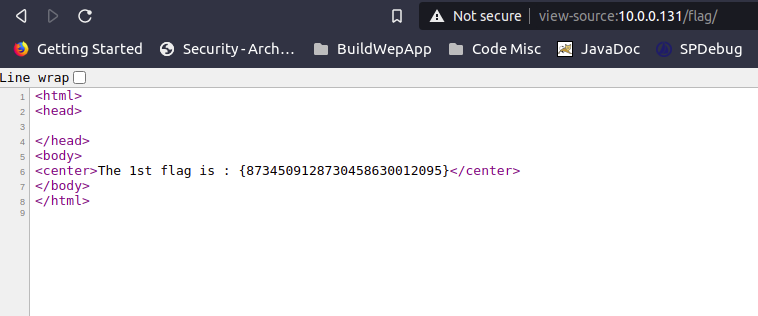 Not secure | view-source:10.0.0.131/flag/
Getting Started Security - Arch... BuildWepApp Code Misc JavaDoc SPDebug
Line wrap
1 <html>
2 <head>
3
4 </head>
5 <body>
6 <center>The 1st flag is : {8734509128730458630012095}</center>
7 </body>
8 </html>
9